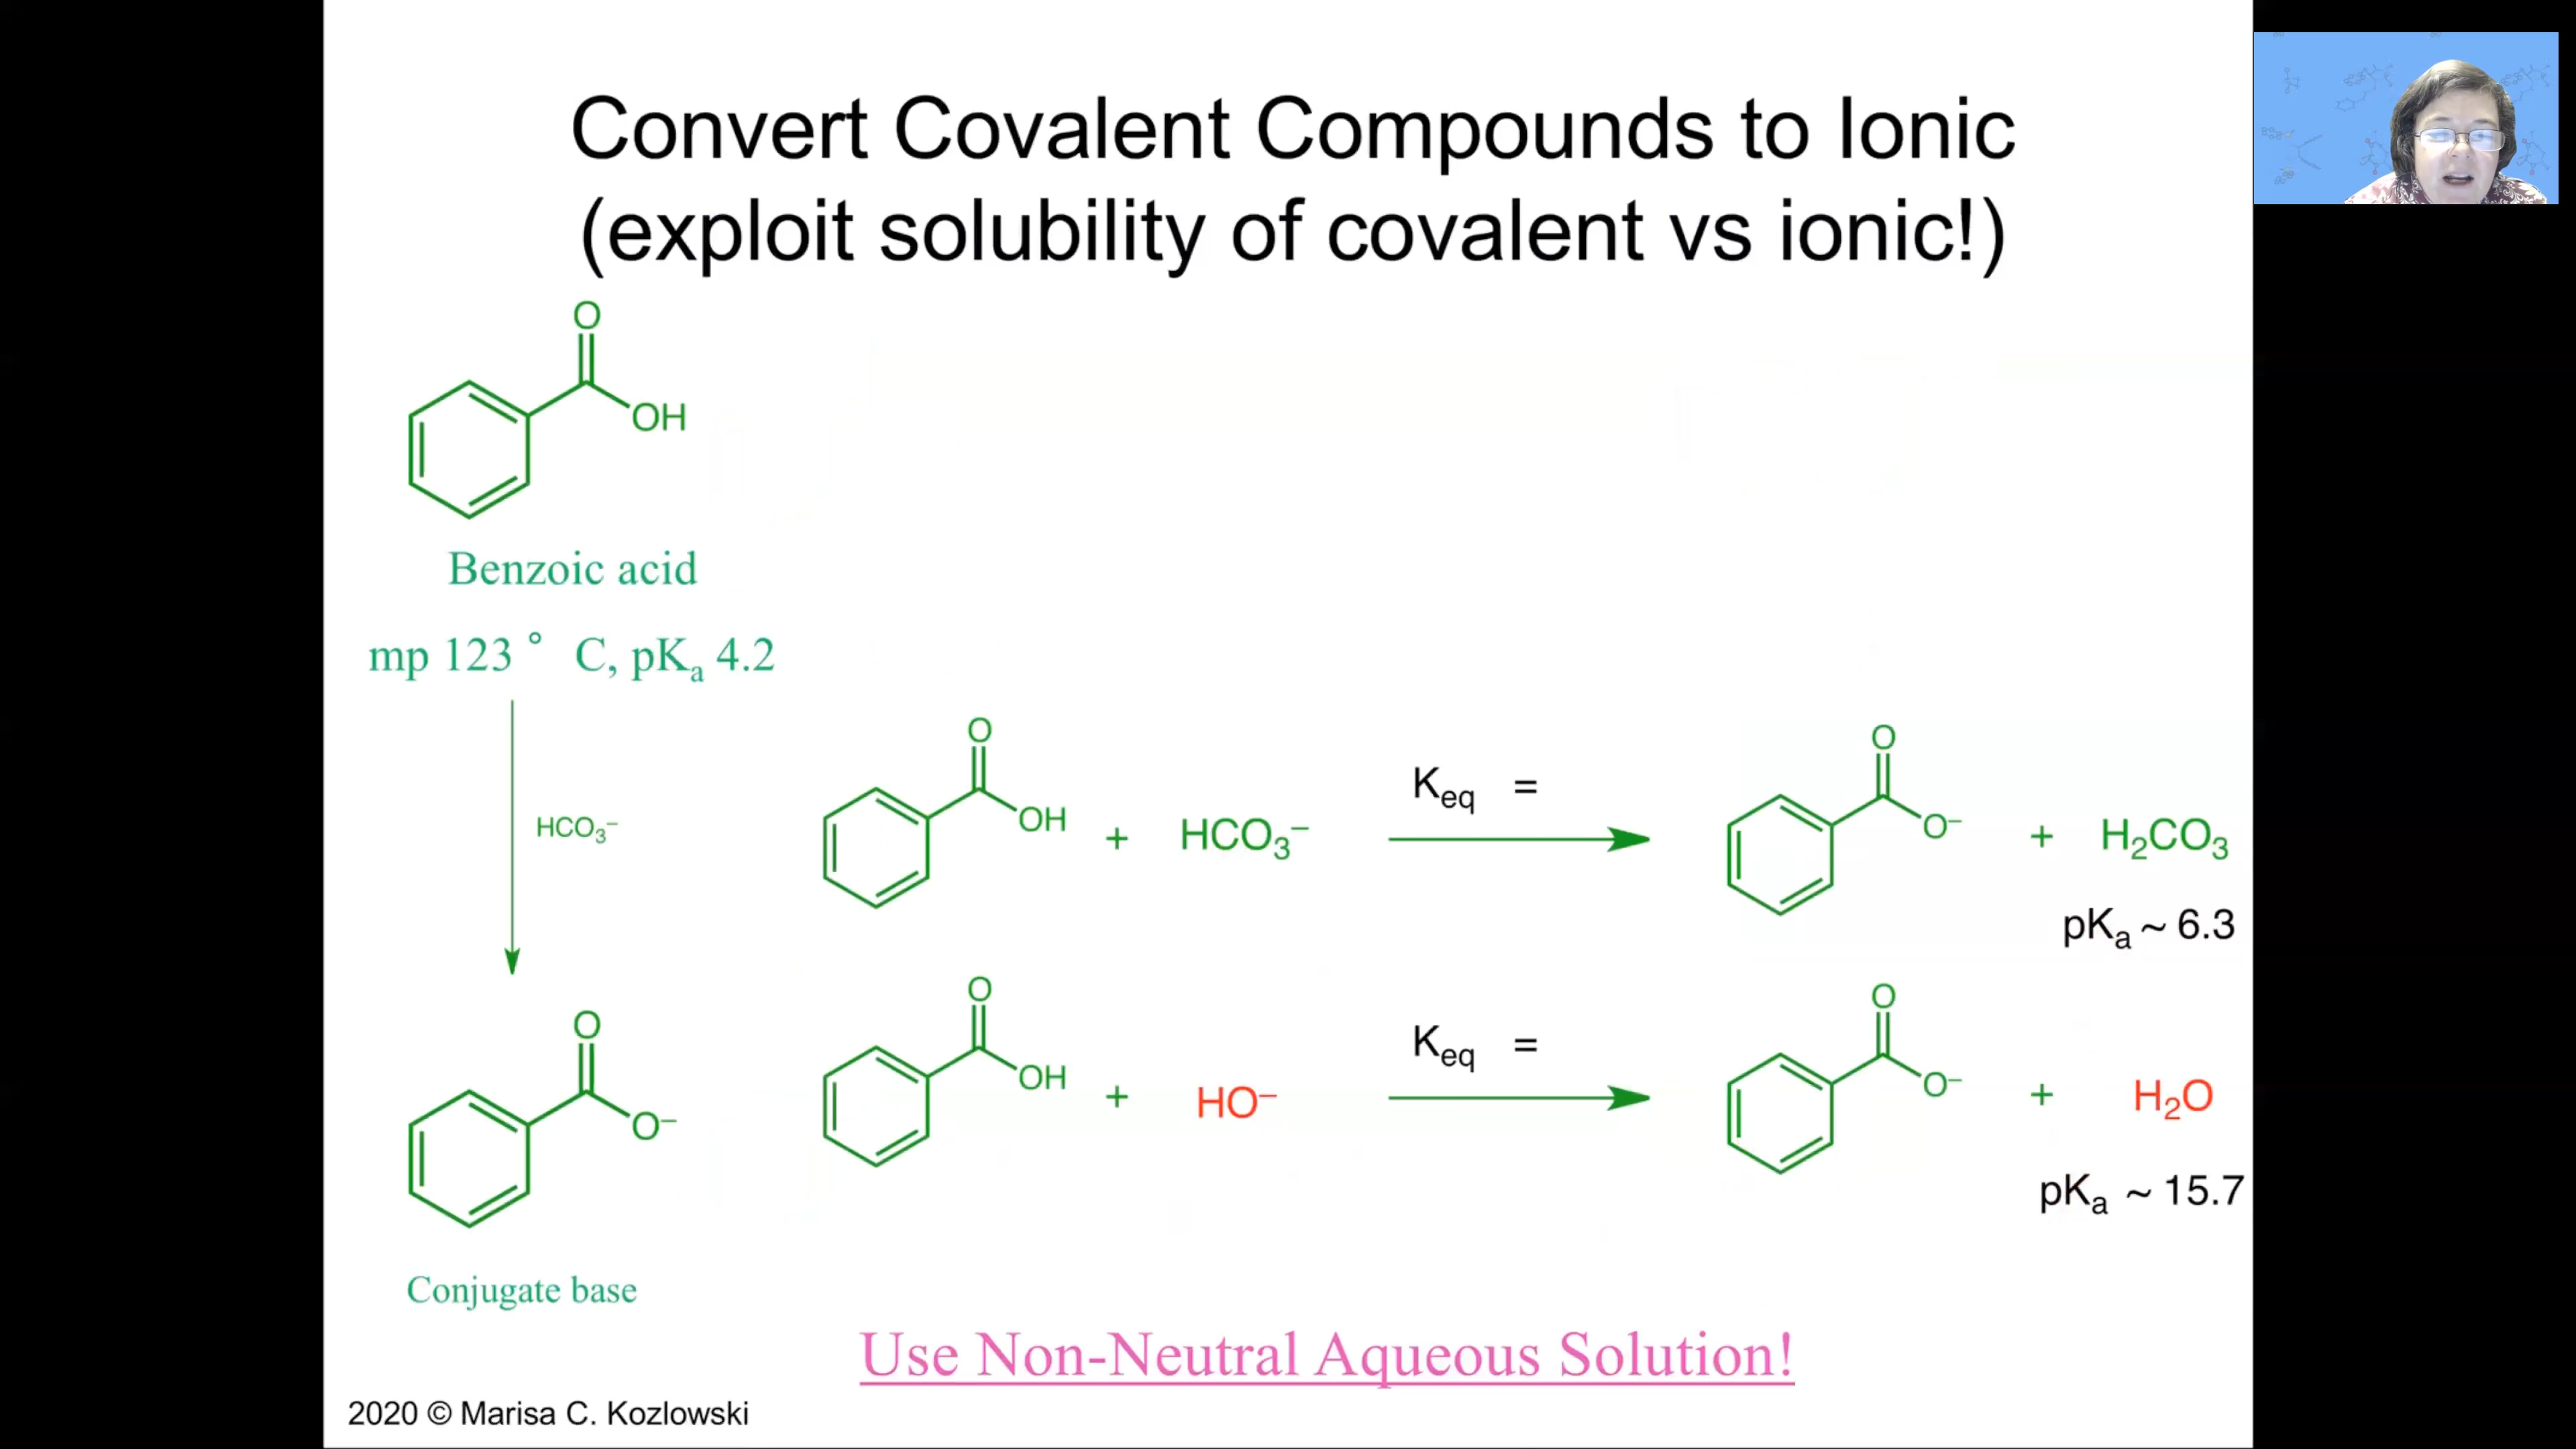 Convert Covalent Compounds to Ionic
(exploit solubility of covalent vs ionic!)
O
OH
Benzoic acid
mp 123 ° C, pKₐ 4.2
HCO₃⁻
O
O⁻
Conjugate base
O
OH
+ HCO₃⁻
K_eq =
O
O⁻
+ H₂CO₃
pKₐ ~ 6.3
O
OH
+ HO⁻
K_eq =
O
O⁻
+ H₂O
pKₐ ~ 15.7
Use Non-Neutral Aqueous Solution!
2020 © Marisa C. Kozlowski